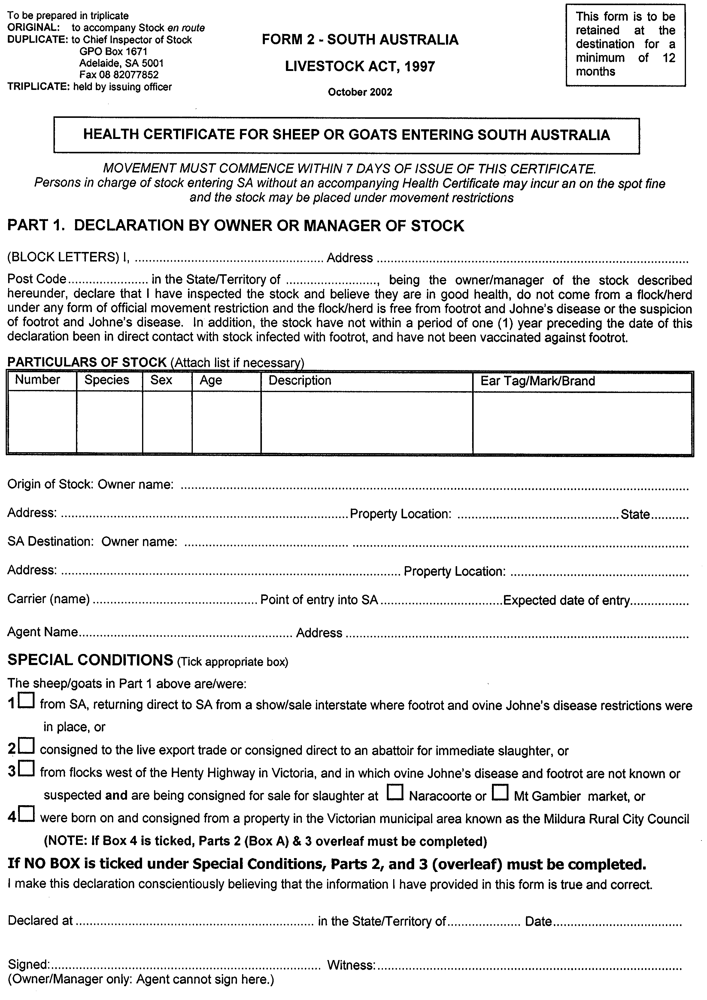 To be prepared in triplicate
ORIGINAL: to accompany Stock en route
DUPLICATE: to Chief Inspector of Stock
GPO Box 1671
Adelaide, SA 5001
Fax 08 82077852
TRIPLICATE: held by issuing officer
FORM 2 - SOUTH AUSTRALIA
LIVESTOCK ACT, 1997
October 2002
This form is to be
retained at the
destination for a
minimum of 12
months
HEALTH CERTIFICATE FOR SHEEP OR GOATS ENTERING SOUTH AUSTRALIA
MOVEMENT MUST COMMENCE WITHIN 7 DAYS OF ISSUE OF THIS CERTIFICATE.
Persons in charge of stock entering SA without an accompanying Health Certificate may incur an on the spot fine
and the stock may be placed under movement restrictions
PART 1. DECLARATION BY OWNER OR MANAGER OF STOCK
(BLOCK LETTERS) I, ...................................................... Address .........................................................................................
Post Code....................... in the State/Territory of .........................., being the owner/manager of the stock described
hereunder, declare that I have inspected the stock and believe they are in good health, do not come from a flock/herd
under any form of official movement restriction and the flock/herd is free from footrot and Johne's disease or the suspicion
of footrot and Johne's disease. In addition, the stock have not within a period of one (1) year preceding the date of this
declaration been in direct contact with stock infected with footrot, and have not been vaccinated against footrot.
PARTICULARS OF STOCK (Attach list if necessary)
Number Species Sex Age Description Ear Tag/Mark/Brand
Origin of Stock: Owner name: .................................................................................................................................................
Address: .................................................................................. Property Location: .............................................. State...........
SA Destination: Owner name: ............................................... ................................................................................................
Address: ................................................................................................. Property Location: ...................................................
Carrier (name) ............................................... Point of entry into SA................................... Expected date of entry.................
Agent Name............................................................. Address ..................................................................................................
SPECIAL CONDITIONS (Tick appropriate box)
The sheep/goats in Part 1 above are/were:
1☐ from SA, returning direct to SA from a show/sale interstate where footrot and ovine Johne's disease restrictions were
in place, or
2☐ consigned to the live export trade or consigned direct to an abattoir for immediate slaughter, or
3☐ from flocks west of the Henty Highway in Victoria, and in which ovine Johne's disease and footrot are not known or
suspected and are being consigned for sale for slaughter at ☐ Naracoorte or ☐ Mt Gambier market, or
4☐ were born on and consigned from a property in the Victorian municipal area known as the Mildura Rural City Council
(NOTE: If Box 4 is ticked, Parts 2 (Box A) & 3 overleaf must be completed)
If NO BOX is ticked under Special Conditions, Parts 2, and 3 (overleaf) must be completed.
I make this declaration conscientiously believing that the information I have provided in this form is true and correct.
Declared at .................................................................... in the State/Territory of..................... Date.....................................
Signed:............................................................................. Witness:.......................................................................................
(Owner/Manager only: Agent cannot sign here.)